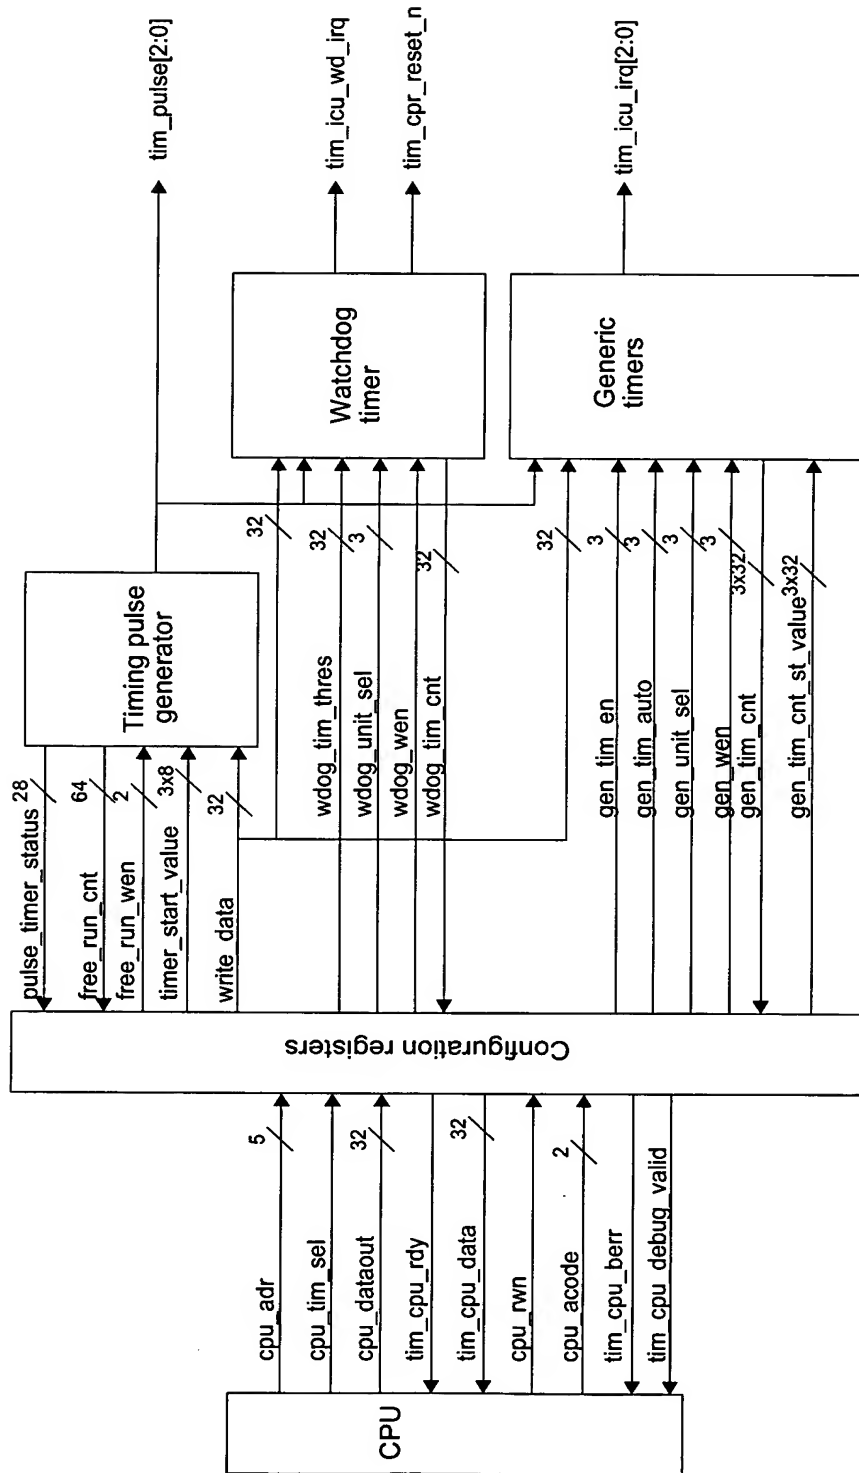 tim_pulse[2:0]
tim_icu_wd_irq
tim_cpr_reset_n
tim_icu_irq[2:0]
Timing pulse
generator
Watchdog
timer
Generic
timers
pulse_timer_status
28
free_run_cnt
64
free_run_wen
2
timer_start_value
3x8
write_data
32
32
wdog_tim_thres
32
wdog_unit_sel
3
wdog_wen
wdog_tim_cnt
32
32
gen_tim_en
3
gen_tim_auto
3
gen_unit_sel
3
gen_wen
3
gen_tim_cnt
3x32
gen_tim_cnt_st_value
3x32
Configuration registers
cpu_adr
5
cpu_tim_sel
cpu_dataout
32
tim_cpu_rdy
tim_cpu_data
32
cpu_rwn
cpu_acode
2
tim_cpu_berr
tim_cpu_debug_valid
CPU